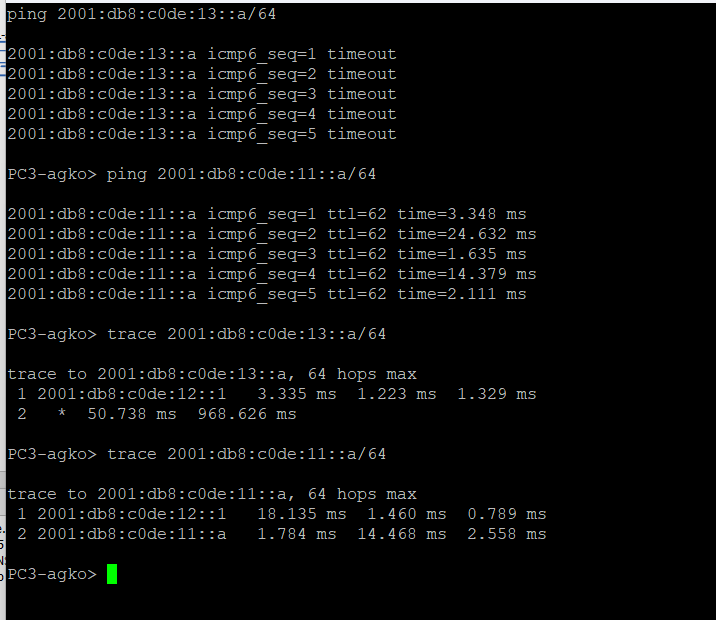 ping 2001:db8:c0de:13::a/64
2001:db8:c0de:13::a icmp6_seq=1 timeout
2001:db8:c0de:13::a icmp6_seq=2 timeout
2001:db8:c0de:13::a icmp6_seq=3 timeout
2001:db8:c0de:13::a icmp6_seq=4 timeout
2001:db8:c0de:13::a icmp6_seq=5 timeout
PC3-agko> ping 2001:db8:c0de:11::a/64
2001:db8:c0de:11::a icmp6_seq=1 ttl=62 time=3.348 ms
2001:db8:c0de:11::a icmp6_seq=2 ttl=62 time=24.632 ms
2001:db8:c0de:11::a icmp6_seq=3 ttl=62 time=1.635 ms
2001:db8:c0de:11::a icmp6_seq=4 ttl=62 time=14.379 ms
2001:db8:c0de:11::a icmp6_seq=5 ttl=62 time=2.111 ms
PC3-agko> trace 2001:db8:c0de:13::a/64
trace to 2001:db8:c0de:13::a, 64 hops max
1 2001:db8:c0de:12::1 3.335 ms 1.223 ms 1.329 ms
2 * 50.738 ms 968.626 ms
PC3-agko> trace 2001:db8:c0de:11::a/64
trace to 2001:db8:c0de:11::a, 64 hops max
1 2001:db8:c0de:12::1 18.135 ms 1.460 ms 0.789 ms
2 2001:db8:c0de:11::a 1.784 ms 14.468 ms 2.558 ms
PC3-agko>